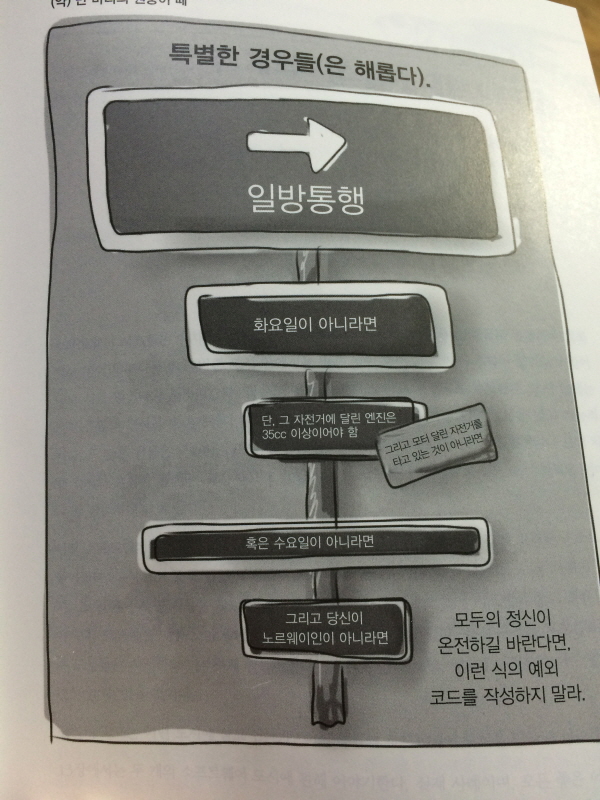 특별한 경우들(은 해롭다).
일방통행
화요일이 아니라면
단, 그 자전거에 달린 엔진은
35cc 이상이어야 함
그리고 모터 달린 자전거를
타고 있는 것이 아니라면
혹은 수요일이 아니라면
그리고 당신이
노르웨이인이 아니라면
모두의 정신이
온전하길 바란다면,
이런 식의 예외
코드를 작성하지 말라.